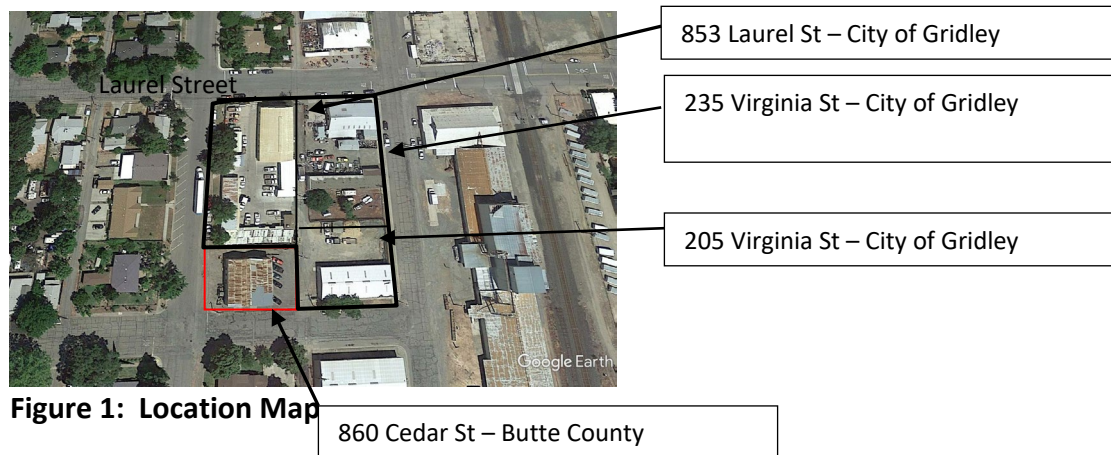 853 Laurel St – City of Gridley
Laurel Street
235 Virginia St – City of Gridley
205 Virginia St – City of Gridley
Google Earth
Figure 1: Location Map
860 Cedar St – Butte County